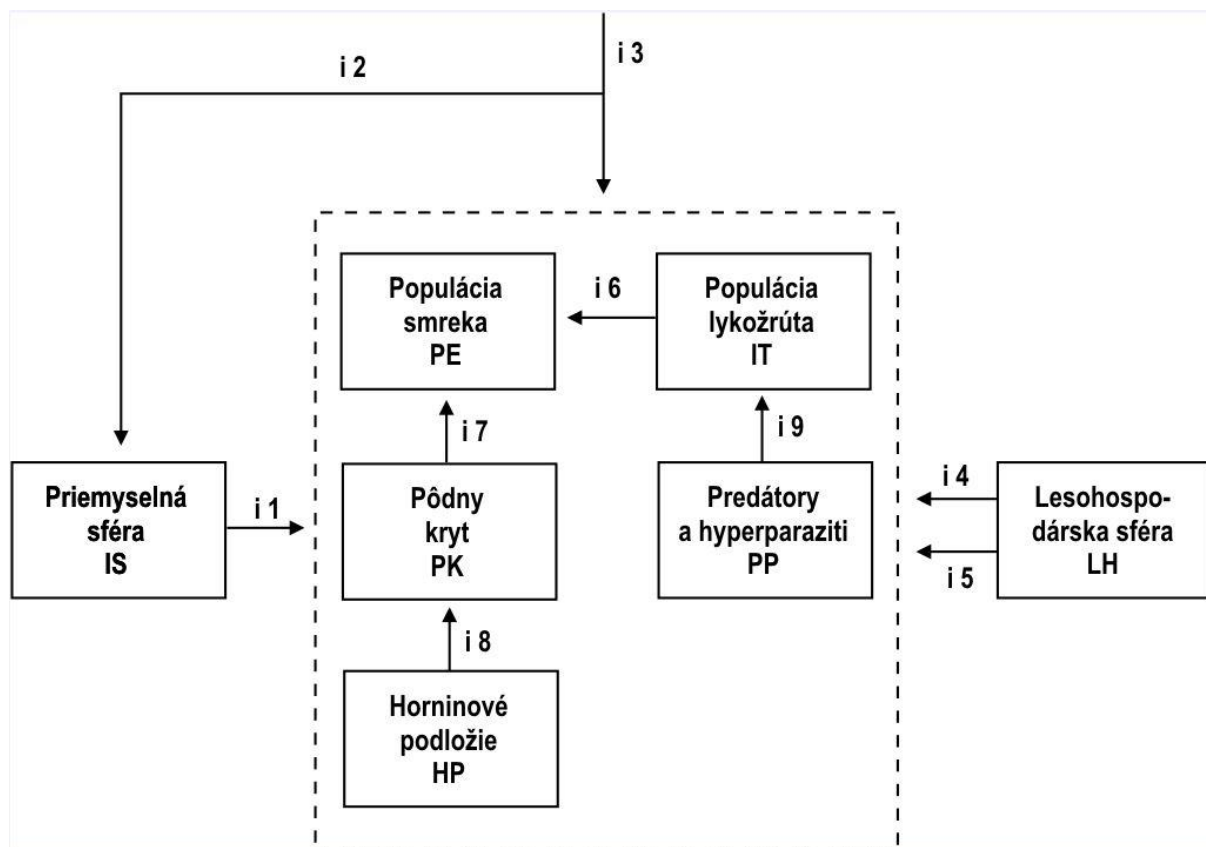 i 2
i 3
Populácia
smreka
PE
i 6
Populácia
lykožrúta
IT
i 7
i 9
Priemyselná
sféra
IS
i 1
Pôdny
kryt
PK
Predátory
a hyperparaziti
PP
i 4
i 5
Lesohospo-
dárska sféra
LH
i 8
Horninové
podložie
HP